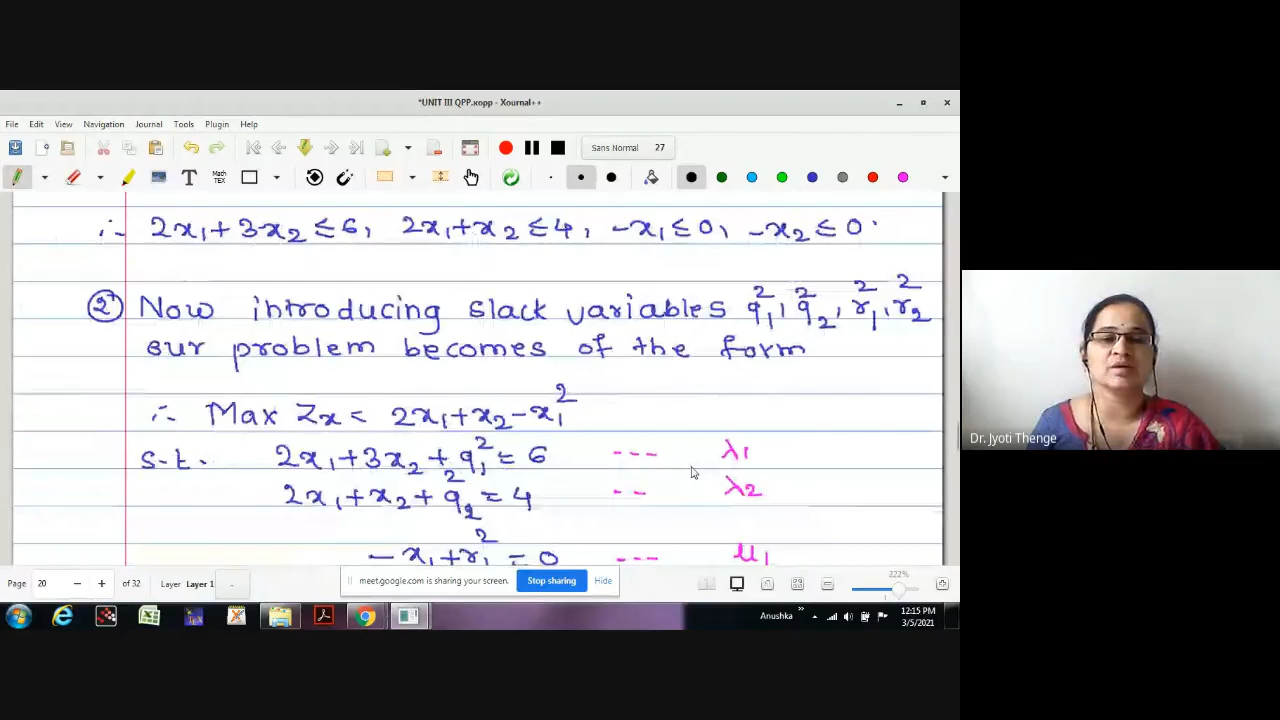 *UNIT III QPP.xopp - Xournal++
File Edit View Navigation Journal Tools Plugin Help
Sans Normal 27
∴ 2x₁+3x₂≤6, 2x₁+x₂≤4, -x₁≤0, -x₂≤0.
② Now introducing slack variables q₁², q₂², r₁², r₂²
our problem becomes of the form
∴ Max Zx = 2x₁+x₂-x₁²
s.t. 2x₁+3x₂+q₁²=6 --- λ1
2x₁+x₂+q₂²=4 -- λ2
-x₁+r₁²=0 --- μ1
meet.google.com is sharing your screen. Stop sharing Hide
Page 20 of 32 Layer Layer 1 222%
Anushka 12:15 PM
3/5/2021
Dr. Jyoti Thenge